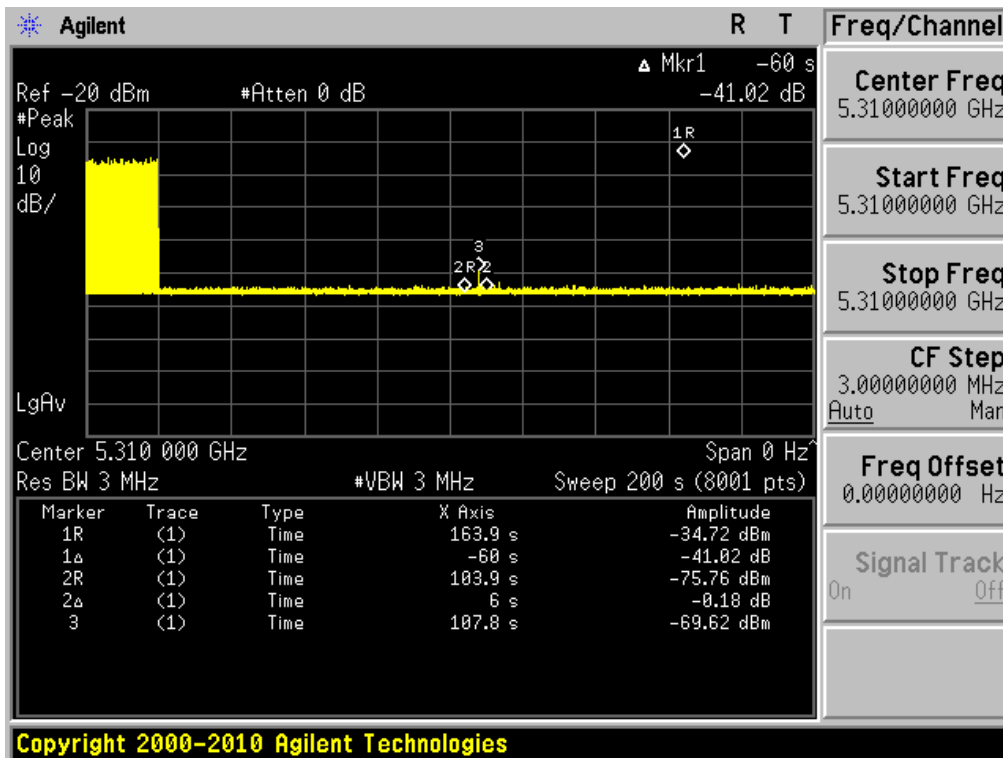 Agilent R T
Δ Mkr1 -60 s
Ref -20 dBm #Atten 0 dB -41.02 dB
#Peak
Log
10
dB/
1R
3
2R 2
LgAv
Center 5.310 000 GHz Span 0 Hz^
Res BW 3 MHz #VBW 3 MHz Sweep 200 s (8001 pts)
Marker Trace Type X Axis Amplitude
1R (1) Time 163.9 s -34.72 dBm
1Δ (1) Time -60 s -41.02 dB
2R (1) Time 103.9 s -75.76 dBm
2Δ (1) Time 6 s -0.18 dB
3 (1) Time 107.8 s -69.62 dBm
Copyright 2000-2010 Agilent Technologies
Freq/Channel
Center Freq
5.31000000 GHz
Start Freq
5.31000000 GHz
Stop Freq
5.31000000 GHz
CF Step
3.00000000 MHz
Auto Man
Freq Offset
0.00000000 Hz
Signal Track
On Off